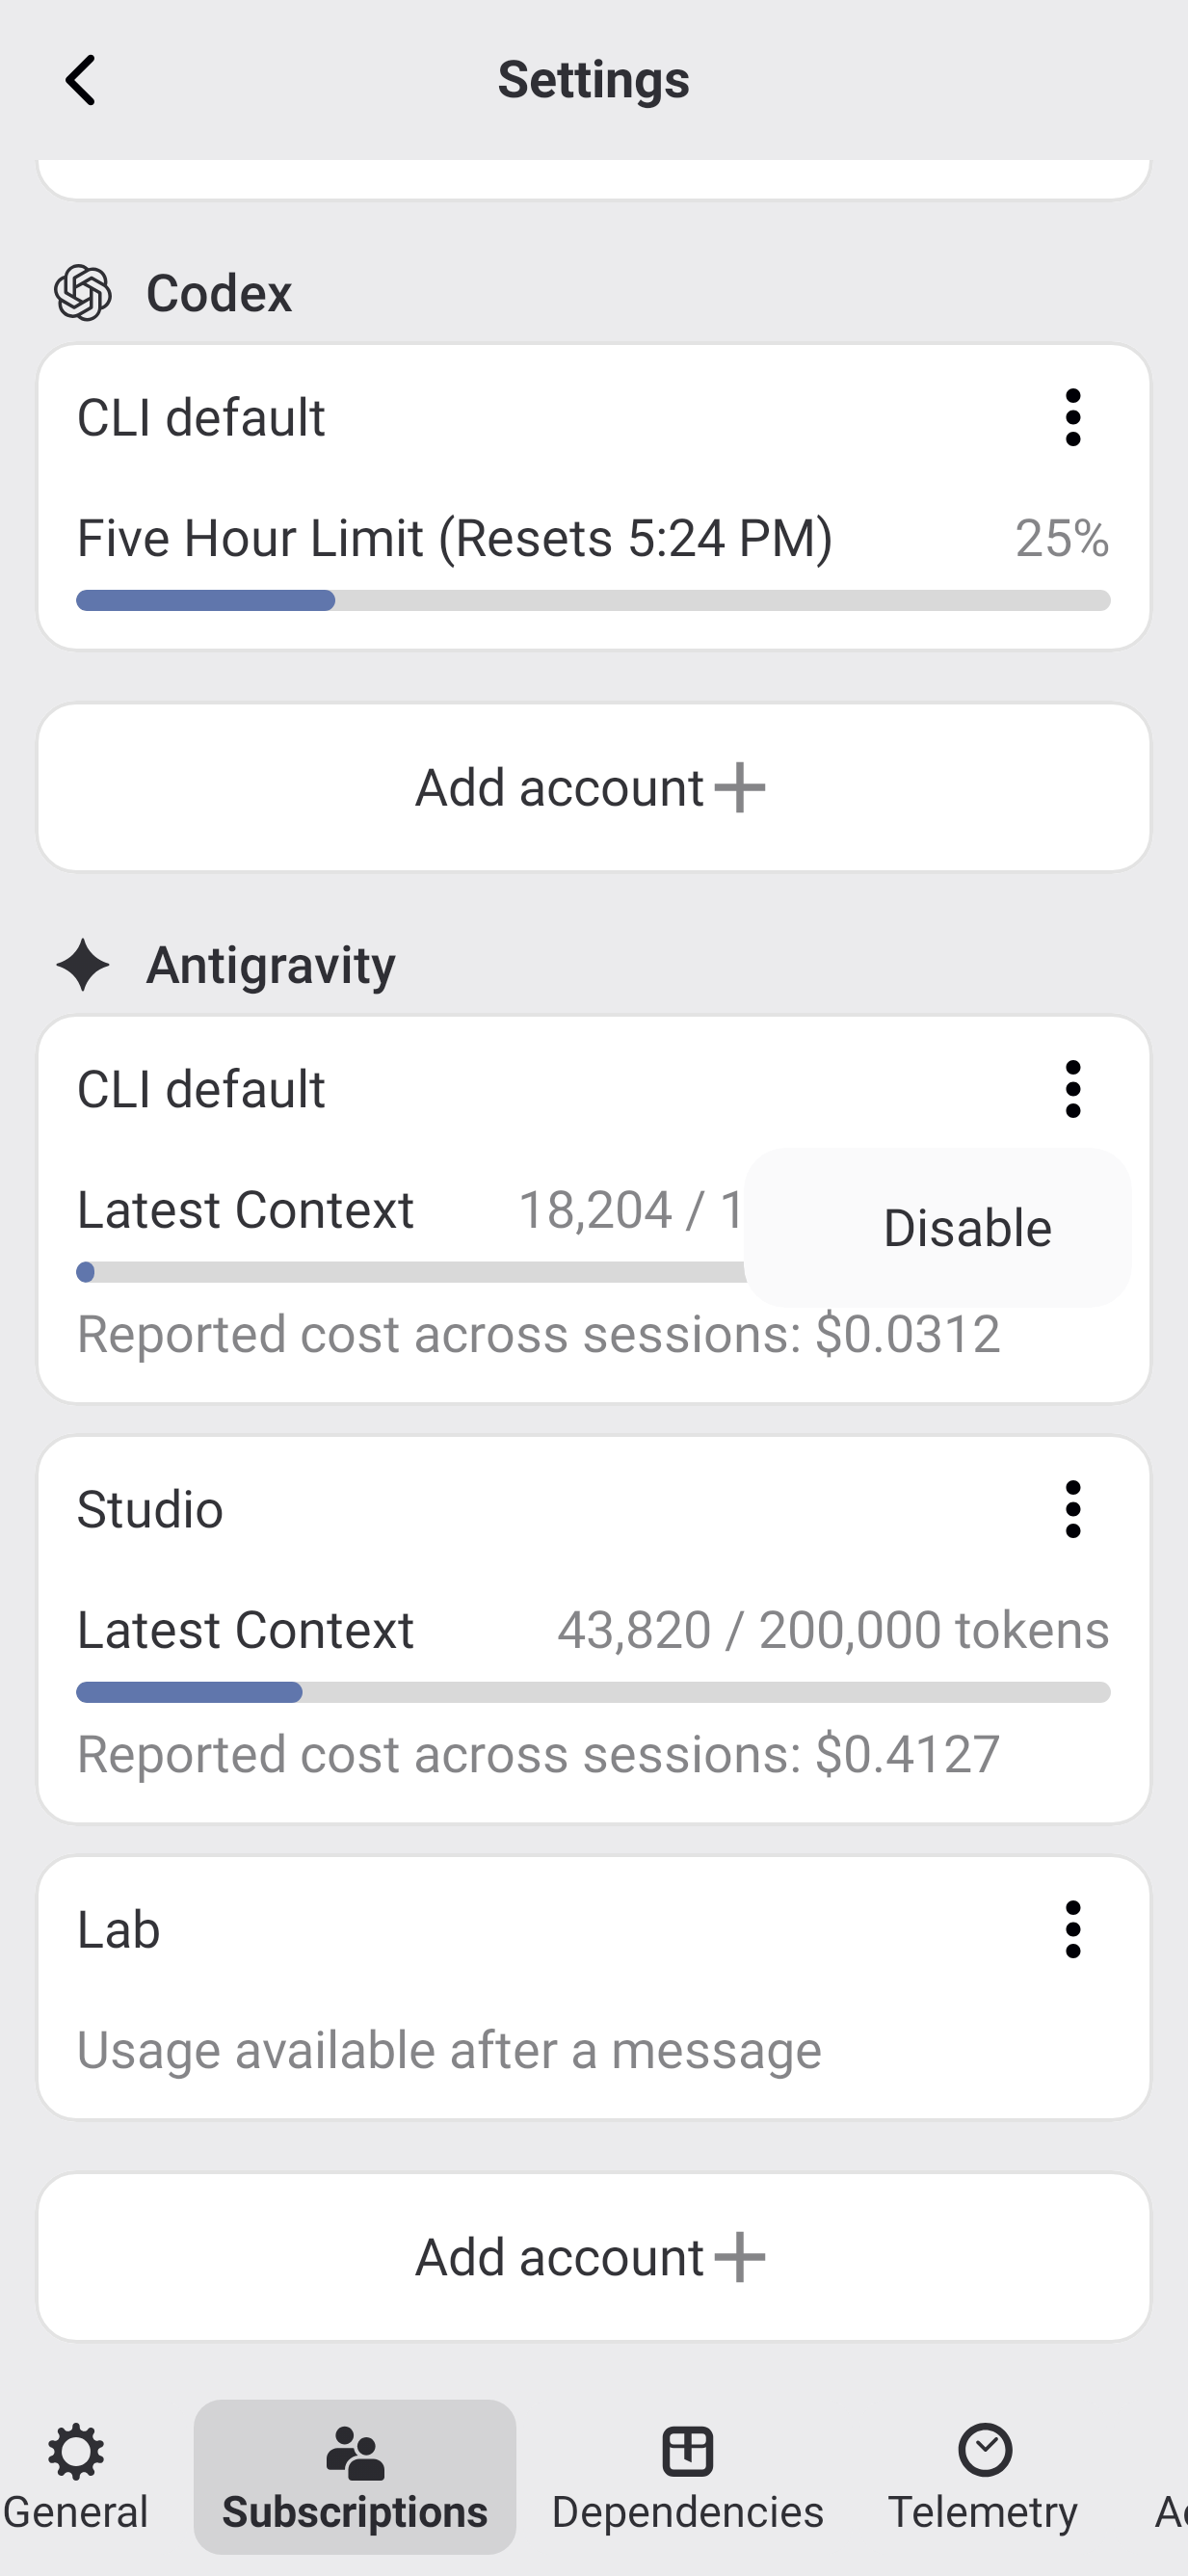 Settings
Codex
CLI default
Five Hour Limit (Resets 5:24 PM) 25%
Add account
Antigravity
CLI default
Latest Context 18,204 / 1
Disable
Reported cost across sessions: $0.0312
Studio
Latest Context 43,820 / 200,000 tokens
Reported cost across sessions: $0.4127
Lab
Usage available after a message
Add account
General Subscriptions Dependencies Telemetry